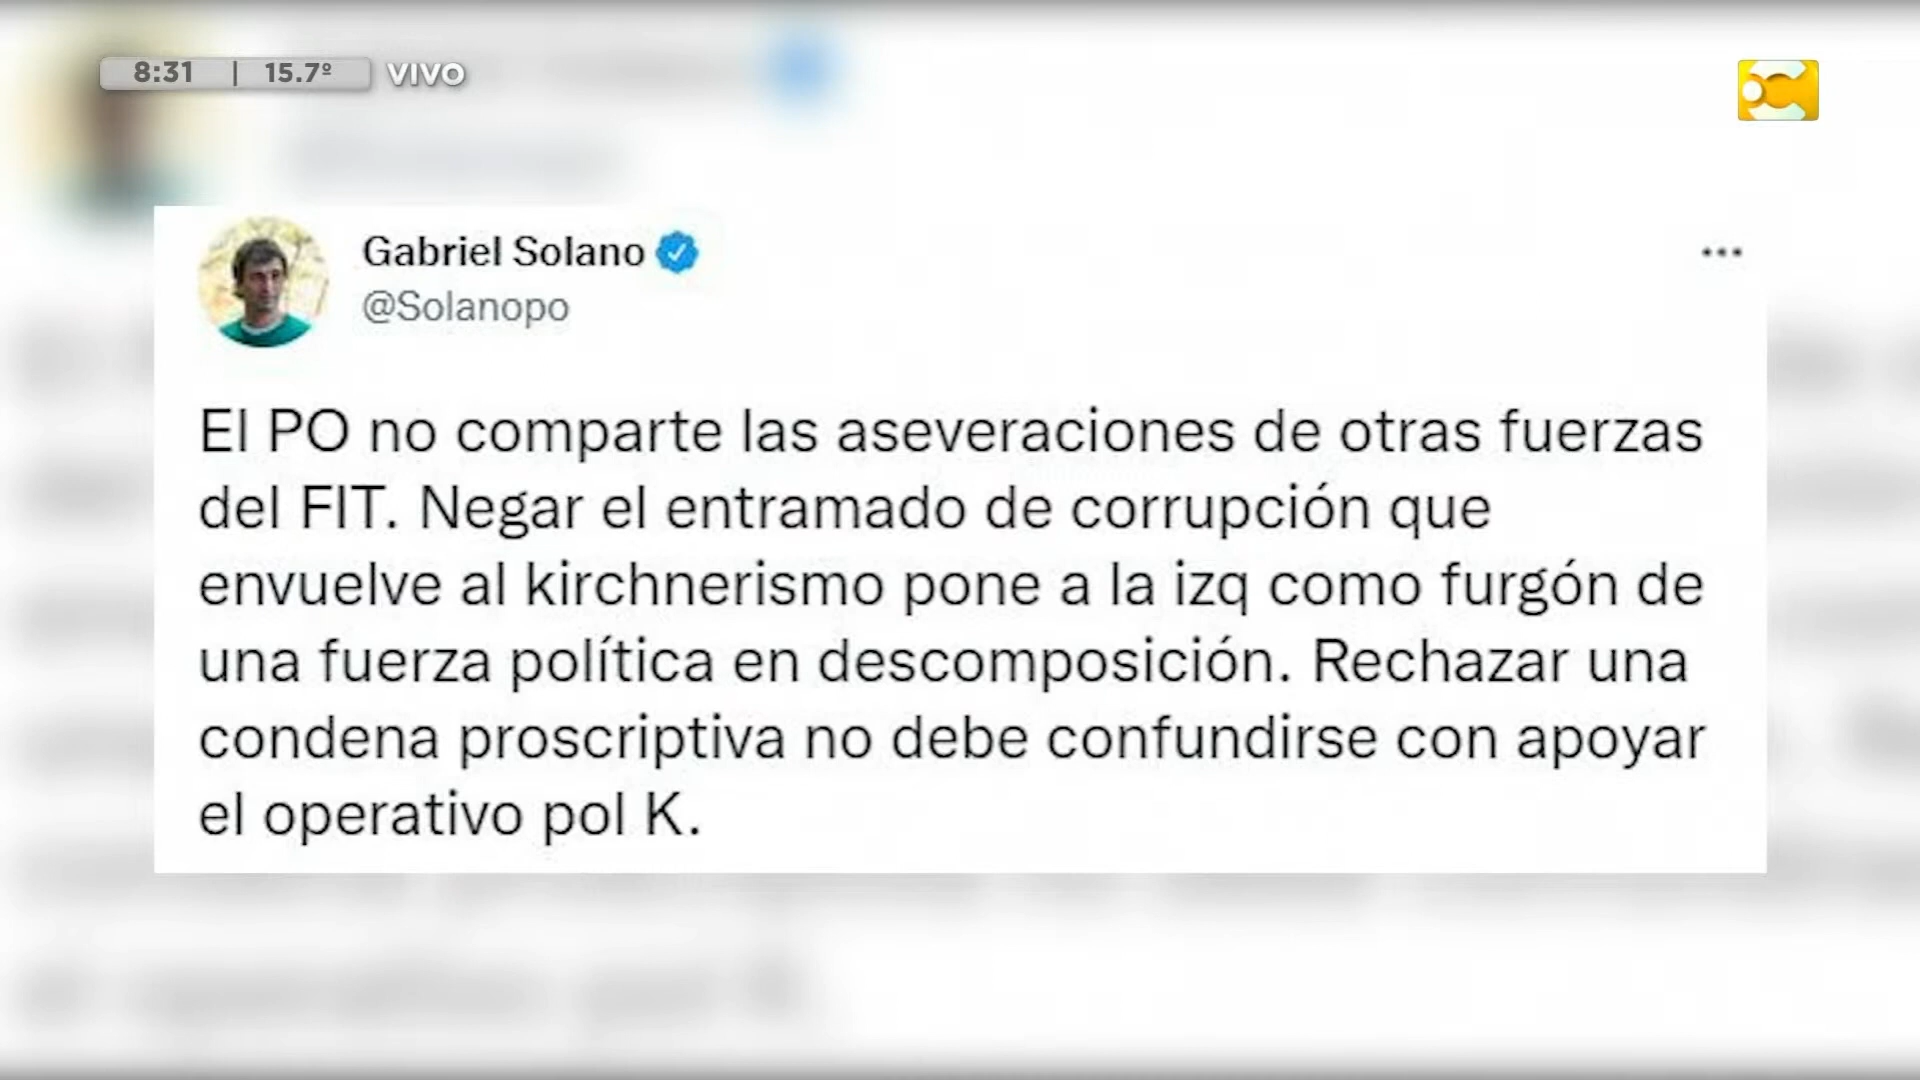 8:31 | 15.7º VIVO
Gabriel Solano
@Solanopo
El PO no comparte las aseveraciones de otras fuerzas
del FIT. Negar el entramado de corrupción que
envuelve al kirchnerismo pone a la izq como furgón de
una fuerza política en descomposición. Rechazar una
condena proscriptiva no debe confundirse con apoyar
el operativo pol K.